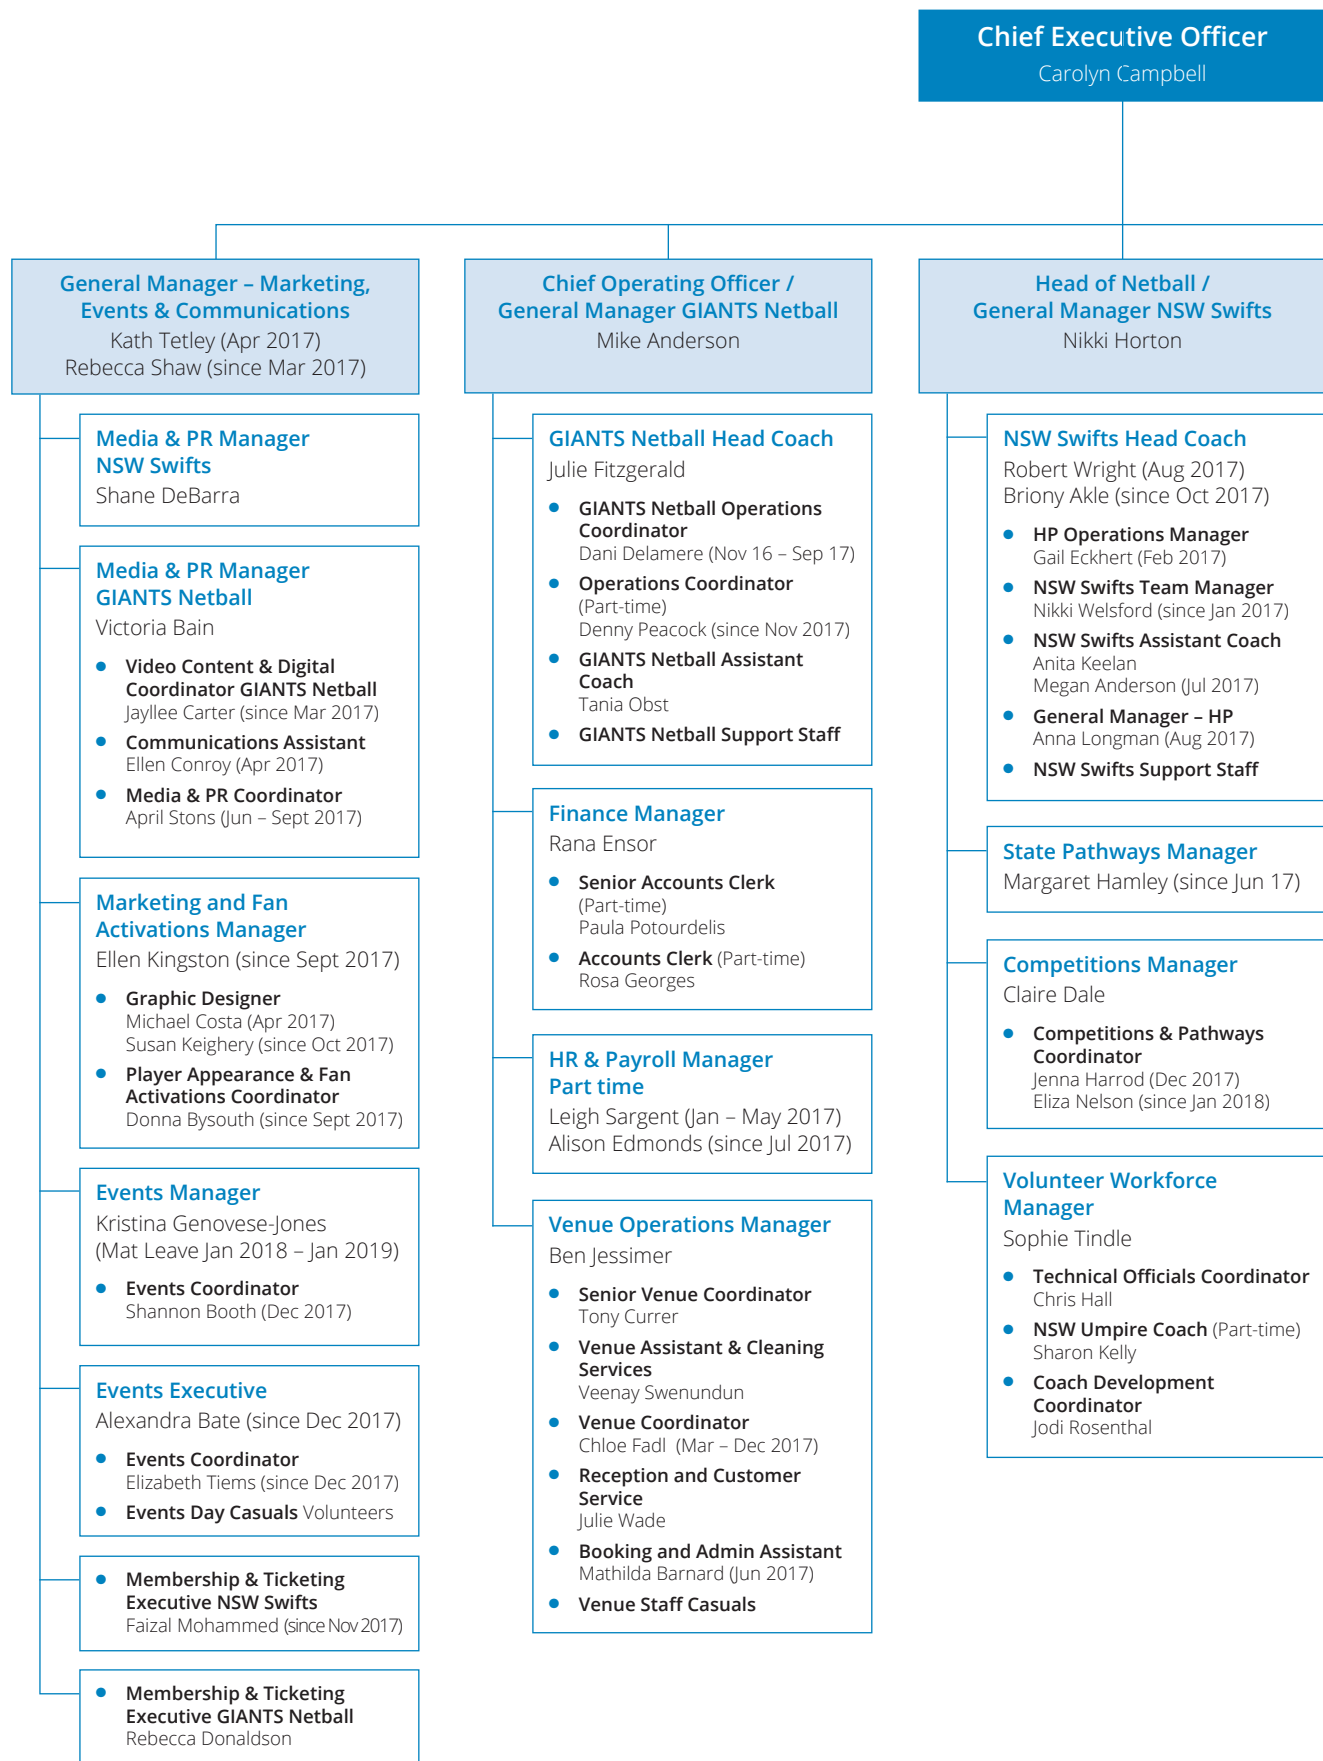 Chief Executive Officer
Carolyn Campbell
General Manager – Marketing,
Events & Communications
Kath Tetley (Apr 2017)
Rebecca Shaw (since Mar 2017)
Media & PR Manager
NSW Swifts
Shane DeBarra
Media & PR Manager
GIANTS Netball
Victoria Bain
• Video Content & Digital
Coordinator GIANTS Netball
Jayllee Carter (since Mar 2017)
• Communications Assistant
Ellen Conroy (Apr 2017)
• Media & PR Coordinator
April Stons (Jun – Sept 2017)
Marketing and Fan
Activations Manager
Ellen Kingston (since Sept 2017)
• Graphic Designer
Michael Costa (Apr 2017)
Susan Keighery (since Oct 2017)
• Player Appearance & Fan
Activations Coordinator
Donna Bysouth (since Sept 2017)
Events Manager
Kristina Genovese-Jones
(Mat Leave Jan 2018 – Jan 2019)
• Events Coordinator
Shannon Booth (Dec 2017)
Events Executive
Alexandra Bate (since Dec 2017)
• Events Coordinator
Elizabeth Tiems (since Dec 2017)
• Events Day Casuals Volunteers
• Membership & Ticketing
Executive NSW Swifts
Faizal Mohammed (since Nov 2017)
• Membership & Ticketing
Executive GIANTS Netball
Rebecca Donaldson
Chief Operating Officer /
General Manager GIANTS Netball
Mike Anderson
GIANTS Netball Head Coach
Julie Fitzgerald
• GIANTS Netball Operations
Coordinator
Dani Delamere (Nov 16 – Sep 17)
• Operations Coordinator
(Part-time)
Denny Peacock (since Nov 2017)
• GIANTS Netball Assistant
Coach
Tania Obst
• GIANTS Netball Support Staff
Finance Manager
Rana Ensor
• Senior Accounts Clerk
(Part-time)
Paula Potourdelis
• Accounts Clerk (Part-time)
Rosa Georges
HR & Payroll Manager
Part time
Leigh Sargent (Jan – May 2017)
Alison Edmonds (since Jul 2017)
Venue Operations Manager
Ben Jessimer
• Senior Venue Coordinator
Tony Currer
• Venue Assistant & Cleaning
Services
Veenay Swenundun
• Venue Coordinator
Chloe Fadl (Mar – Dec 2017)
• Reception and Customer
Service
Julie Wade
• Booking and Admin Assistant
Mathilda Barnard (Jun 2017)
• Venue Staff Casuals
Head of Netball /
General Manager NSW Swifts
Nikki Horton
NSW Swifts Head Coach
Robert Wright (Aug 2017)
Briony Akle (since Oct 2017)
• HP Operations Manager
Gail Eckhert (Feb 2017)
• NSW Swifts Team Manager
Nikki Welsford (since Jan 2017)
• NSW Swifts Assistant Coach
Anita Keelan
Megan Anderson (Jul 2017)
• General Manager – HP
Anna Longman (Aug 2017)
• NSW Swifts Support Staff
State Pathways Manager
Margaret Hamley (since Jun 17)
Competitions Manager
Claire Dale
• Competitions & Pathways
Coordinator
Jenna Harrod (Dec 2017)
Eliza Nelson (since Jan 2018)
Volunteer Workforce
Manager
Sophie Tindle
• Technical Officials Coordinator
Chris Hall
• NSW Umpire Coach (Part-time)
Sharon Kelly
• Coach Development
Coordinator
Jodi Rosenthal